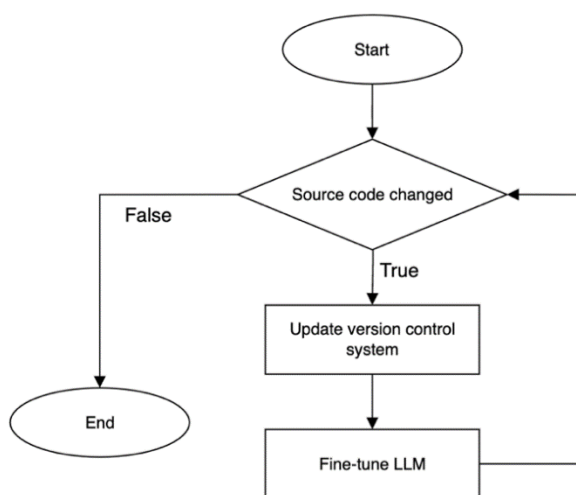 Start
Source code changed
False
True
Update version control
system
End
Fine-tune LLM